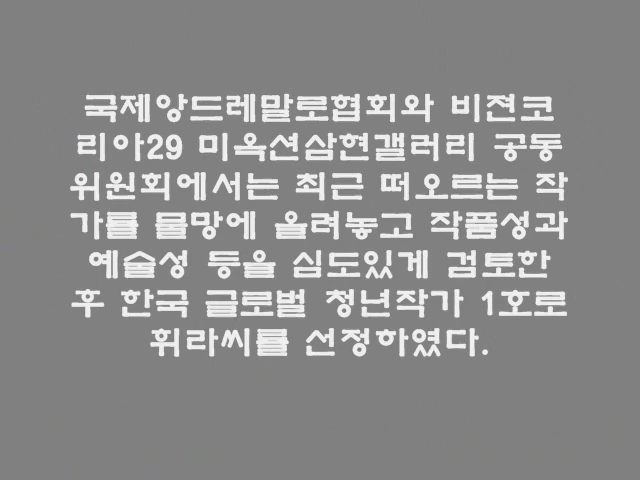 국제앙드레말로협회와 비젼코
리아29 미옥션삼현갤러리 공동
위원회에서는 최근 떠오르는 작
가를 물망에 올려놓고 작품성과
예술성 등을 심도있게 검토한
후 한국 글로벌 청년작가 1호로
휘라씨를 선정하였다.